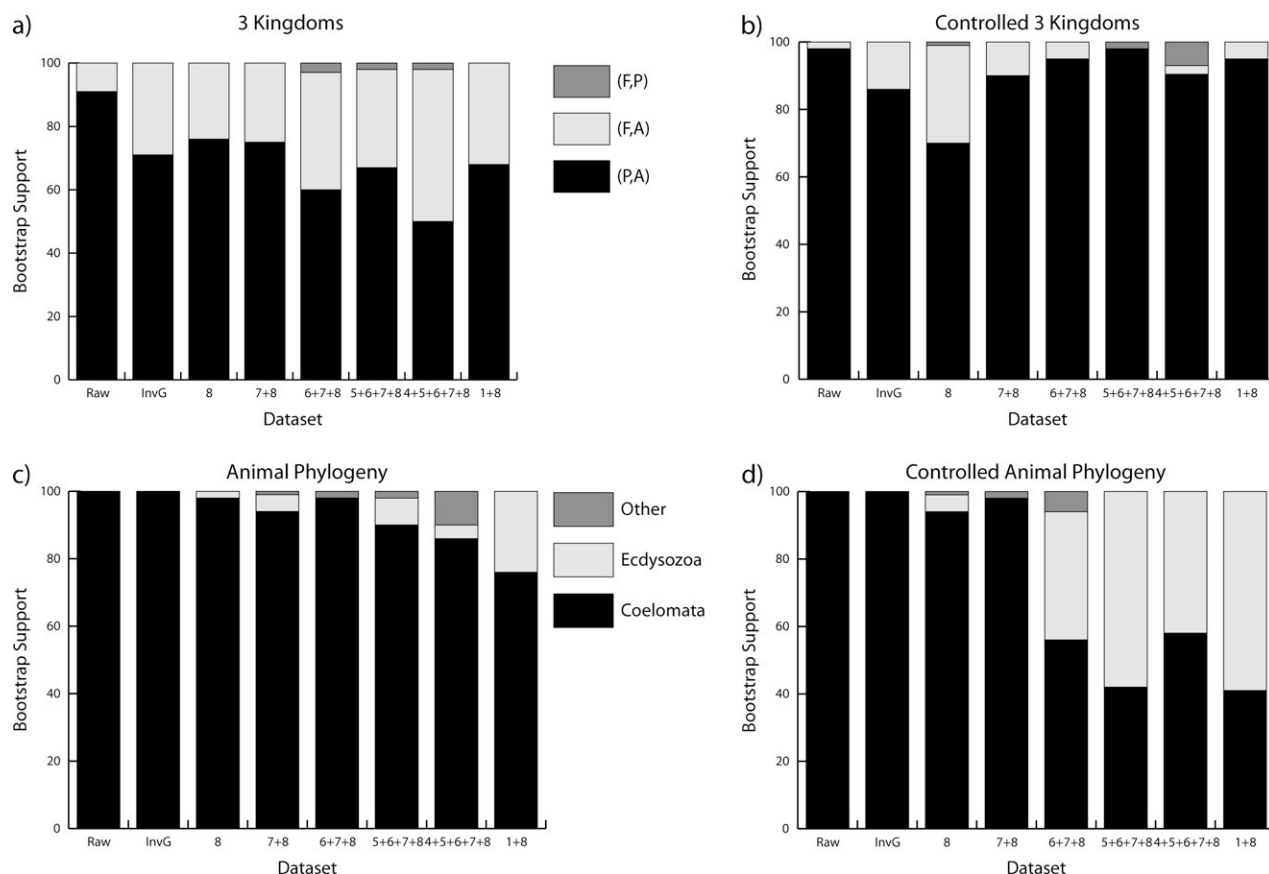 a)
3 Kingdoms
Bootstrap Support
100
80
60
40
20
0
Raw InvG 8 7+8 6+7+8 5+6+7+8 4+5+6+7+8 1+8
Dataset
(F,P)
(F,A)
(P,A)
b)
Controlled 3 Kingdoms
Bootstrap Support
100
80
60
40
20
0
Raw InvG 8 7+8 6+7+8 5+6+7+8 4+5+6+7+8 1+8
Dataset
c)
Animal Phylogeny
Bootstrap Support
100
80
60
40
20
0
Raw InvG 8 7+8 6+7+8 5+6+7+8 4+5+6+7+8 1+8
Dataset
Other
Ecdysozoa
Coelomata
d)
Controlled Animal Phylogeny
Bootstrap Support
100
80
60
40
20
0
Raw InvG 8 7+8 6+7+8 5+6+7+8 4+5+6+7+8 1+8
Dataset